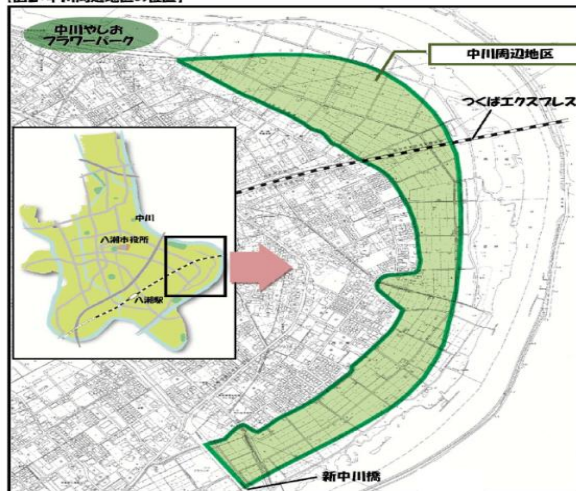 中川やしお
フラワーパーク
中川周辺地区
つくばエクスプレス
中川
八潮市役所
八潮駅
新中川橋